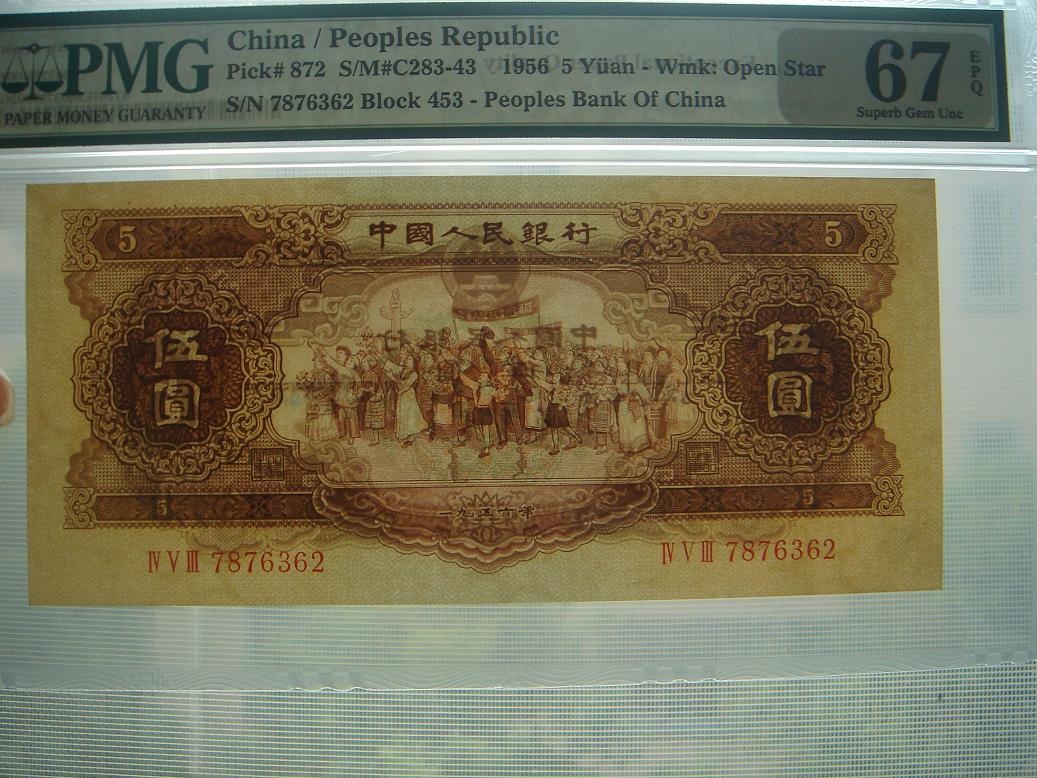 PMG
PAPER MONEY GUARANTY
China / Peoples Republic
Pick# 872 S/M#C283-43 1956 5 Yüan - Wmk: Open Star
S/N 7876362 Block 453 - Peoples Bank Of China
67
EPQ
Superb Gem Unc
5 中國人民銀行 5
伍圓 伍圓
5 一九五六年 5
ⅣⅤⅢ 7876362 ⅣⅤⅢ 7876362